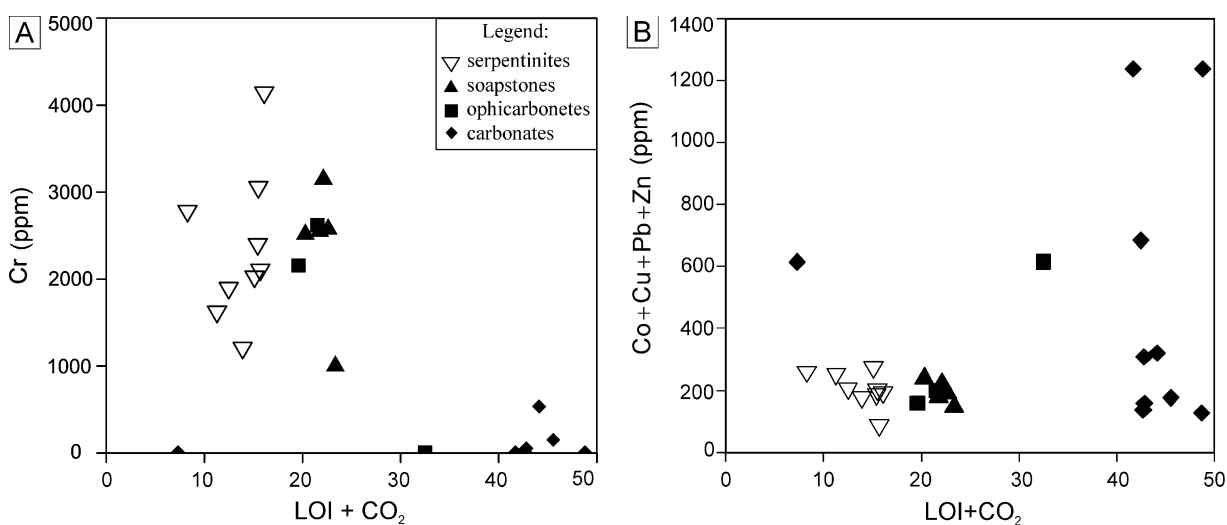 A
5000
4000
3000
2000
1000
0
Cr (ppm)
0 10 20 30 40 50
LOI + CO₂
Legend:
serpentinites
soapstones
ophicarbonetes
carbonates
B
1400
1200
1000
800
600
400
200
0
Co+Cu+Pb+Zn (ppm)
0 10 20 30 40 50
LOI+CO₂